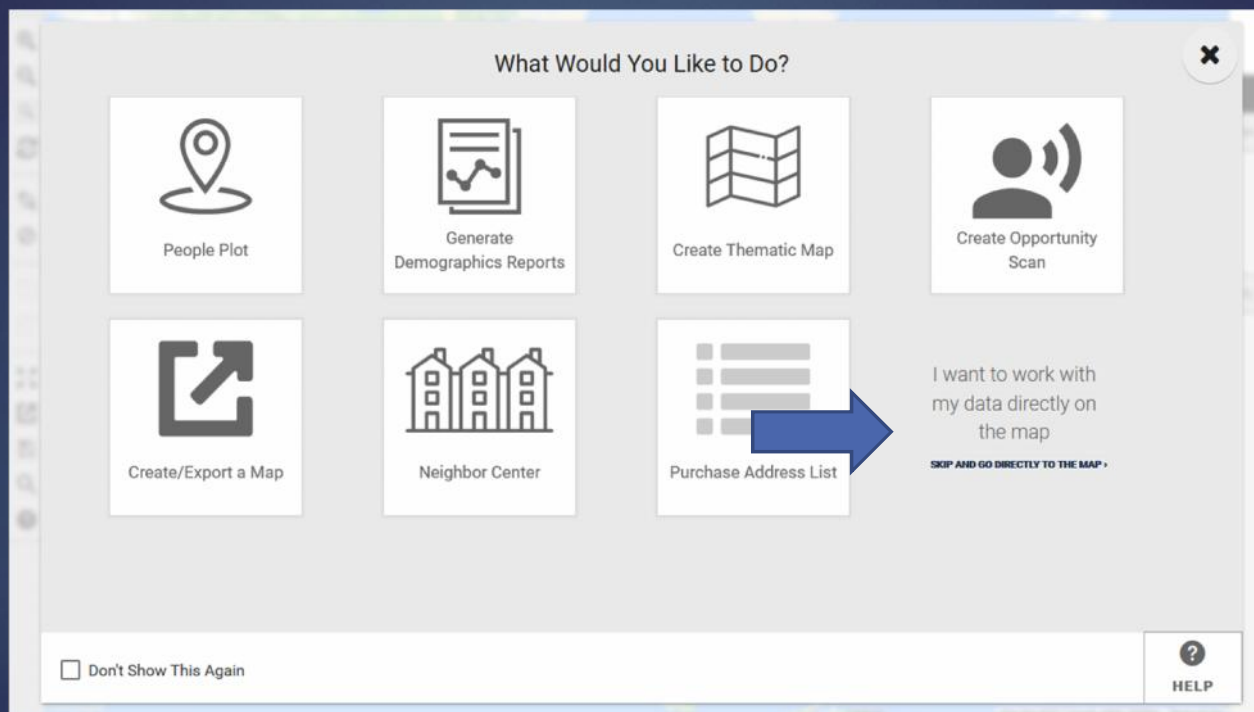 What Would You Like to Do?
People Plot
Generate
Demographics Reports
Create Thematic Map
Create Opportunity
Scan
Create/Export a Map
Neighbor Center
Purchase Address List
I want to work with
my data directly on
the map
SKIP AND GO DIRECTLY TO THE MAP ›
Don't Show This Again
HELP